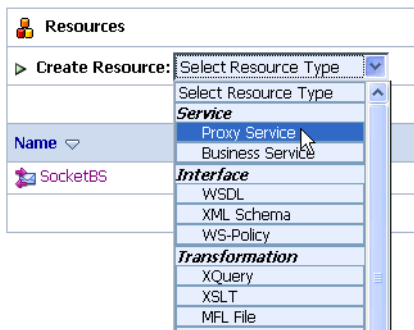 Resources
Create Resource: Select Resource Type
Select Resource Type
Service
Proxy Service
Business Service
Name
Interface
SocketBS
WSDL
XML Schema
WS-Policy
Transformation
XQuery
XSLT
MFL File